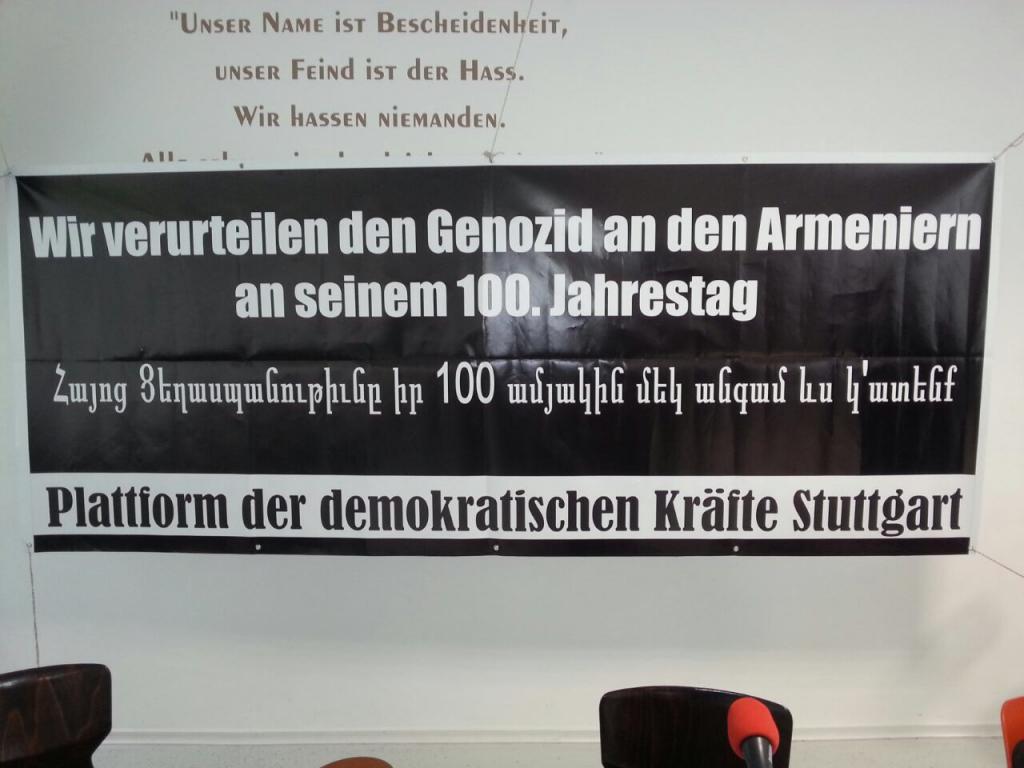 "Unser Name ist Bescheidenheit,
unser Feind ist der Hass.
Wir hassen niemanden.
Wir verurteilen den Genozid an den Armeniern
an seinem 100. Jahrestag
Հայոց Ցեղասպանութիւնը իր 100 ամյակին մեկ անգամ ևս կ'ատենք
Plattform der demokratischen Kräfte Stuttgart